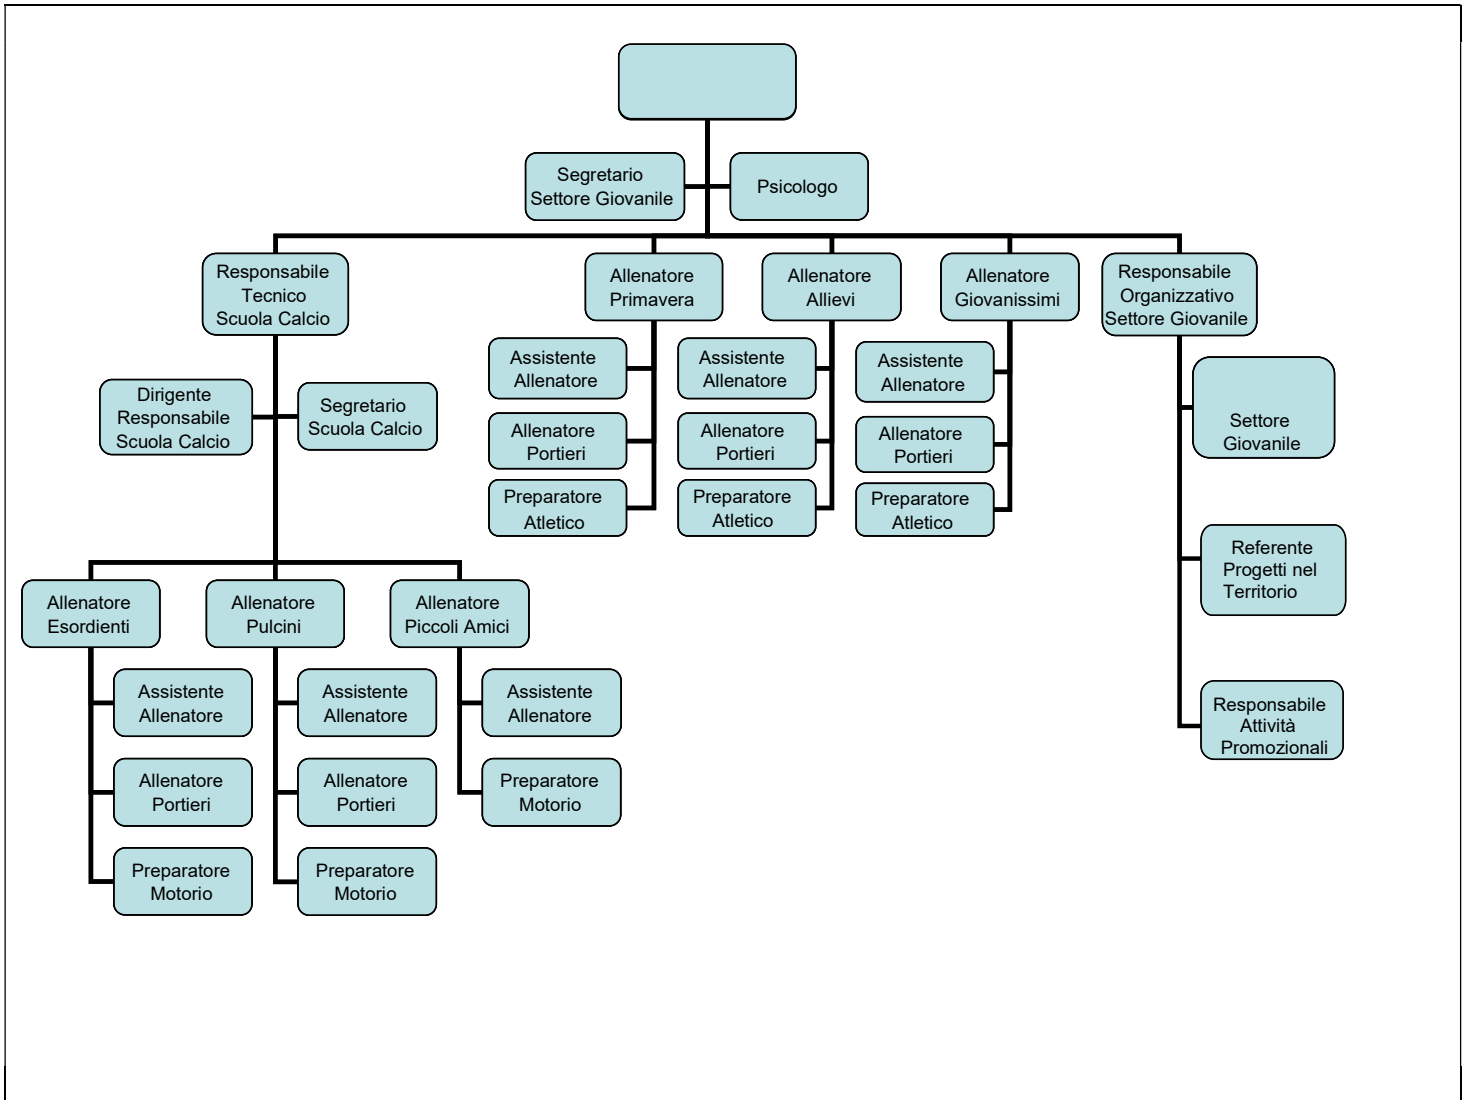 Segretario
Settore Giovanile
Psicologo
Responsabile
Tecnico
Scuola Calcio
Allenatore
Primavera
Allenatore
Allievi
Allenatore
Giovanissimi
Responsabile
Organizzativo
Settore Giovanile
Assistente
Allenatore
Allenatore
Portieri
Preparatore
Atletico
Assistente
Allenatore
Allenatore
Portieri
Preparatore
Atletico
Assistente
Allenatore
Allenatore
Portieri
Preparatore
Atletico
Settore
Giovanile
Referente
Progetti nel
Territorio
Responsabile
Attività
Promozionali
Dirigente
Responsabile
Scuola Calcio
Segretario
Scuola Calcio
Allenatore
Esordienti
Assistente
Allenatore
Allenatore
Portieri
Preparatore
Motorio
Allenatore
Pulcini
Assistente
Allenatore
Allenatore
Portieri
Preparatore
Motorio
Allenatore
Piccoli Amici
Assistente
Allenatore
Preparatore
Motorio